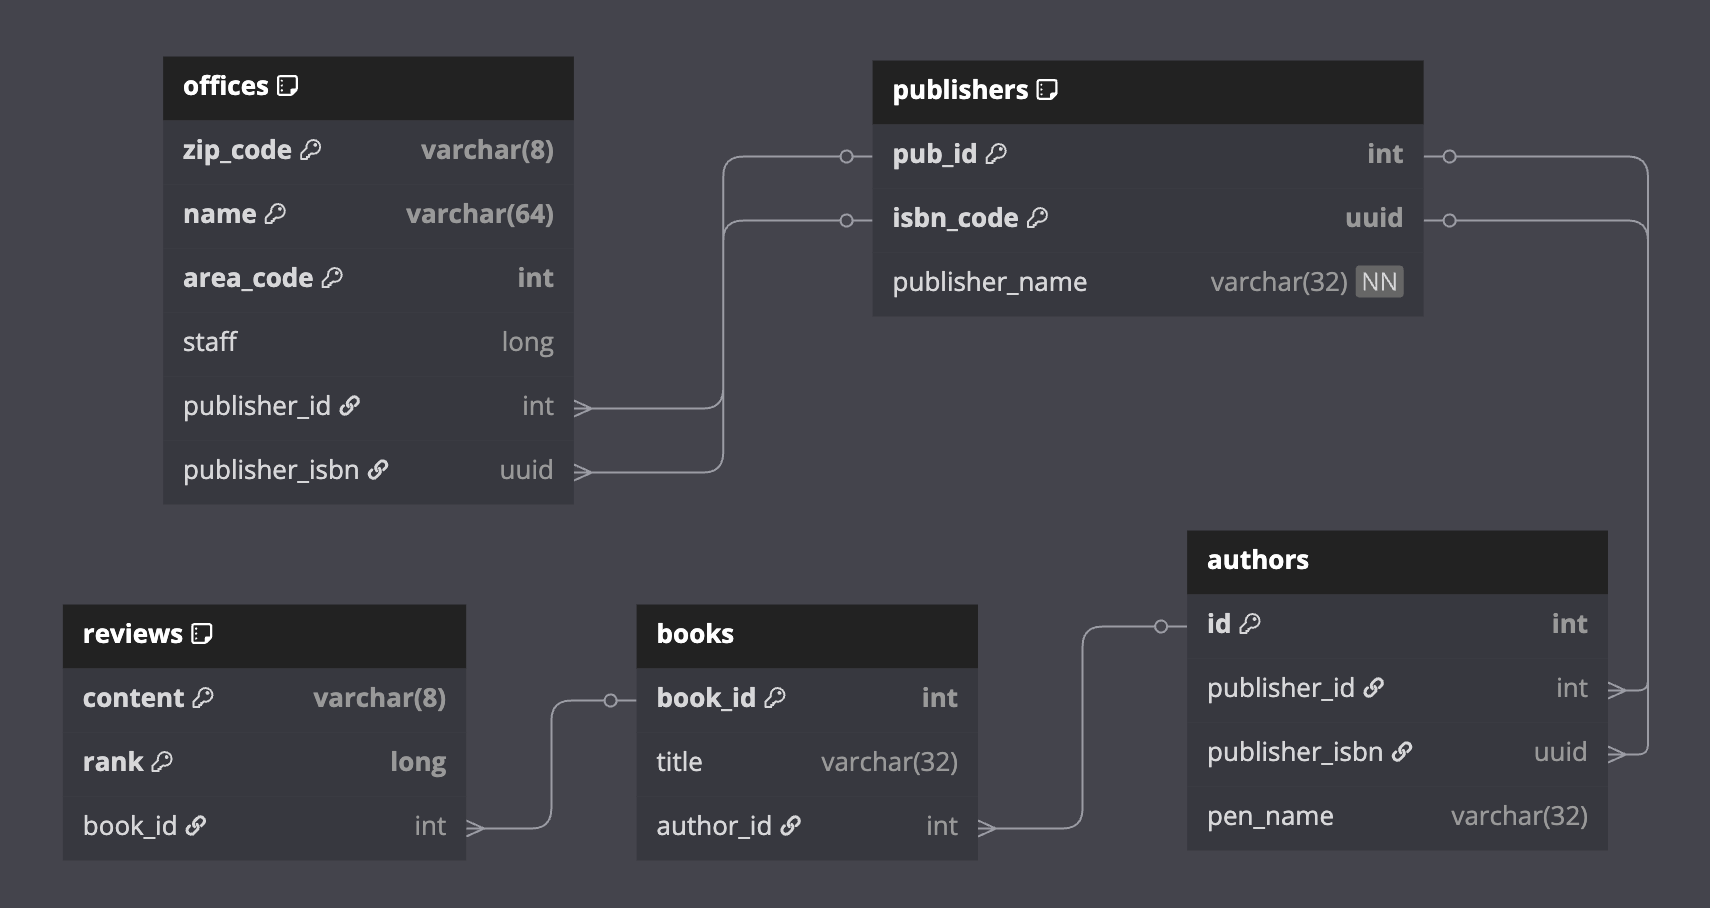 offices
zip_code varchar(8)
name varchar(64)
area_code int
staff long
publisher_id int
publisher_isbn uuid
publishers
pub_id int
isbn_code uuid
publisher_name varchar(32) NN
reviews
content varchar(8)
rank long
book_id int
books
book_id int
title varchar(32)
author_id int
authors
id int
publisher_id int
publisher_isbn uuid
pen_name varchar(32)